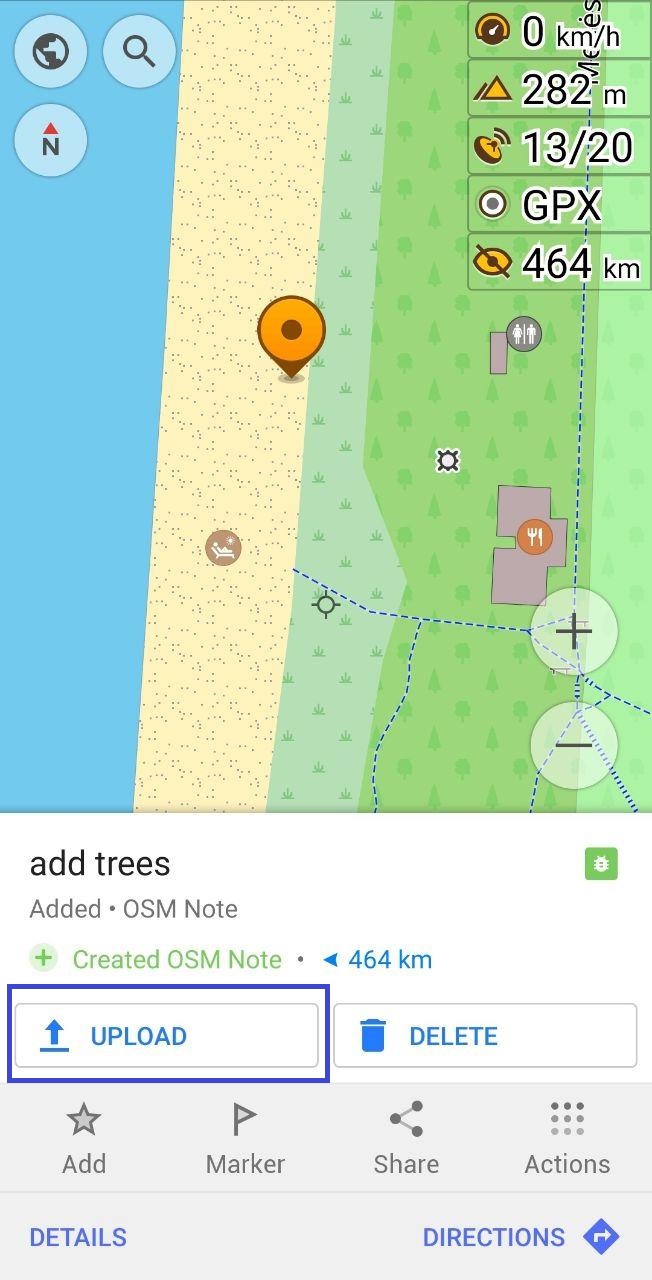 0 km/h
282 m
13/20
GPX
464 km
N
add trees
Added • OSM Note
Created OSM Note • 464 km
UPLOAD
DELETE
Add
Marker
Share
Actions
DETAILS
DIRECTIONS